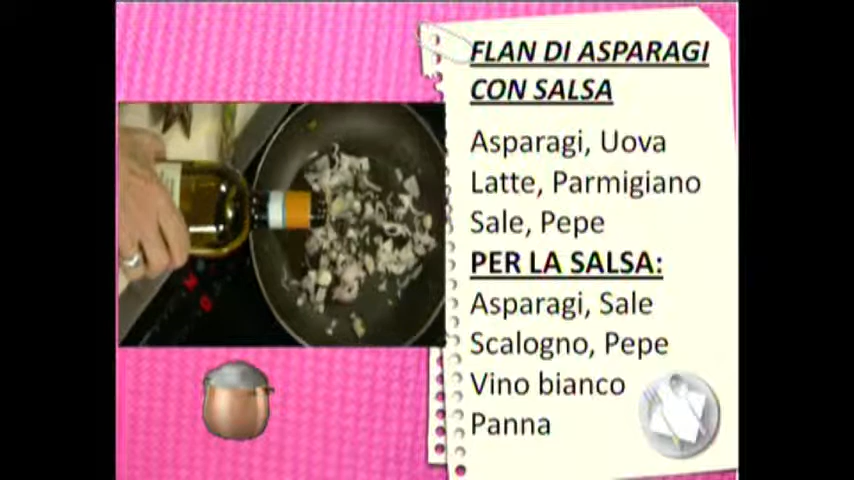 FLAN DI ASPARAGI
CON SALSA
Asparagi, Uova
Latte, Parmigiano
Sale, Pepe
PER LA SALSA:
Asparagi, Sale
Scalogno, Pepe
Vino bianco
Panna